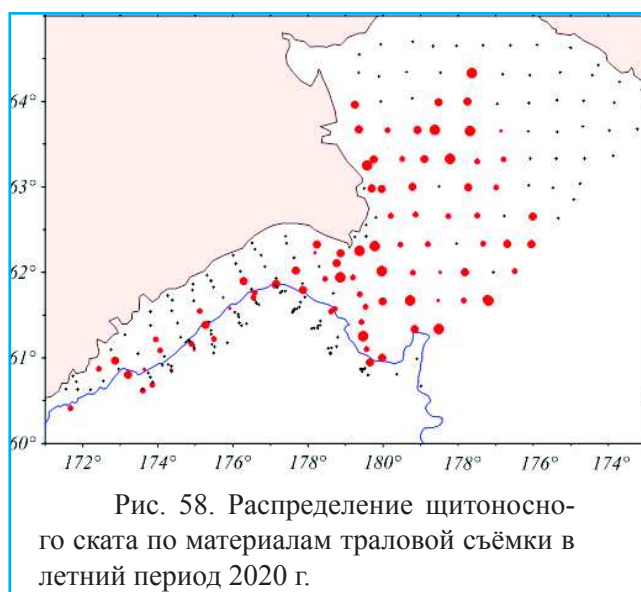 64°
63°
62°
61°
60°
172° 174° 176° 178° 180° 178° 176° 174°
Рис. 58. Распределение щитоносно-
го ската по материалам траловой съёмки в
летний период 2020 г.